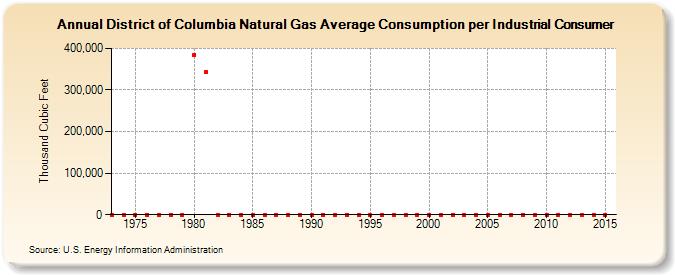 Annual District of Columbia Natural Gas Average Consumption per Industrial Consumer
Thousand Cubic Feet
400,000
300,000
200,000
100,000
0
1975 1980 1985 1990 1995 2000 2005 2010 2015
Source: U.S. Energy Information Administration